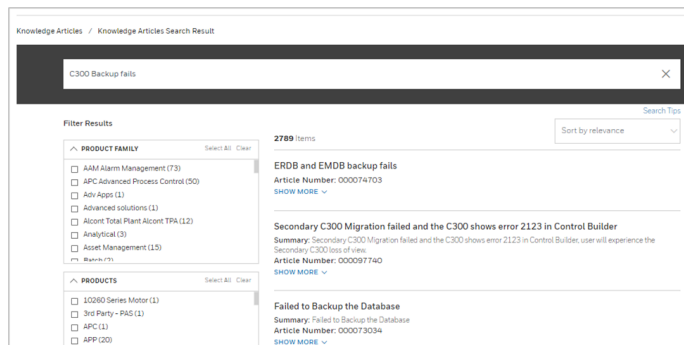 Knowledge Articles / Knowledge Articles Search Result
C300 Backup fails
Search Tips
Filter Results
2789 Items
Sort by relevance
PRODUCT FAMILY Select All Clear
AAM Alarm Management (73)
APC Advanced Process Control (50)
Adv Apps (1)
Advanced solutions (1)
Alcont Total Plant Alcont TPA (12)
Analytical (3)
Asset Management (15)
Batch (2)
PRODUCTS Select All Clear
10260 Series Motor (1)
3rd Party - PAS (1)
APC (1)
APP (20)
ERDB and EMDB backup fails
Article Number: 000074703
SHOW MORE
Secondary C300 Migration failed and the C300 shows error 2123 in Control Builder
Summary: Secondary C300 Migration failed and the C300 shows error 2123 in Control Builder, user will experience the
Secondary C300 loss of view.
Article Number: 000097740
SHOW MORE
Failed to Backup the Database
Summary: Failed to Backup the Database
Article Number: 000073034
SHOW MORE